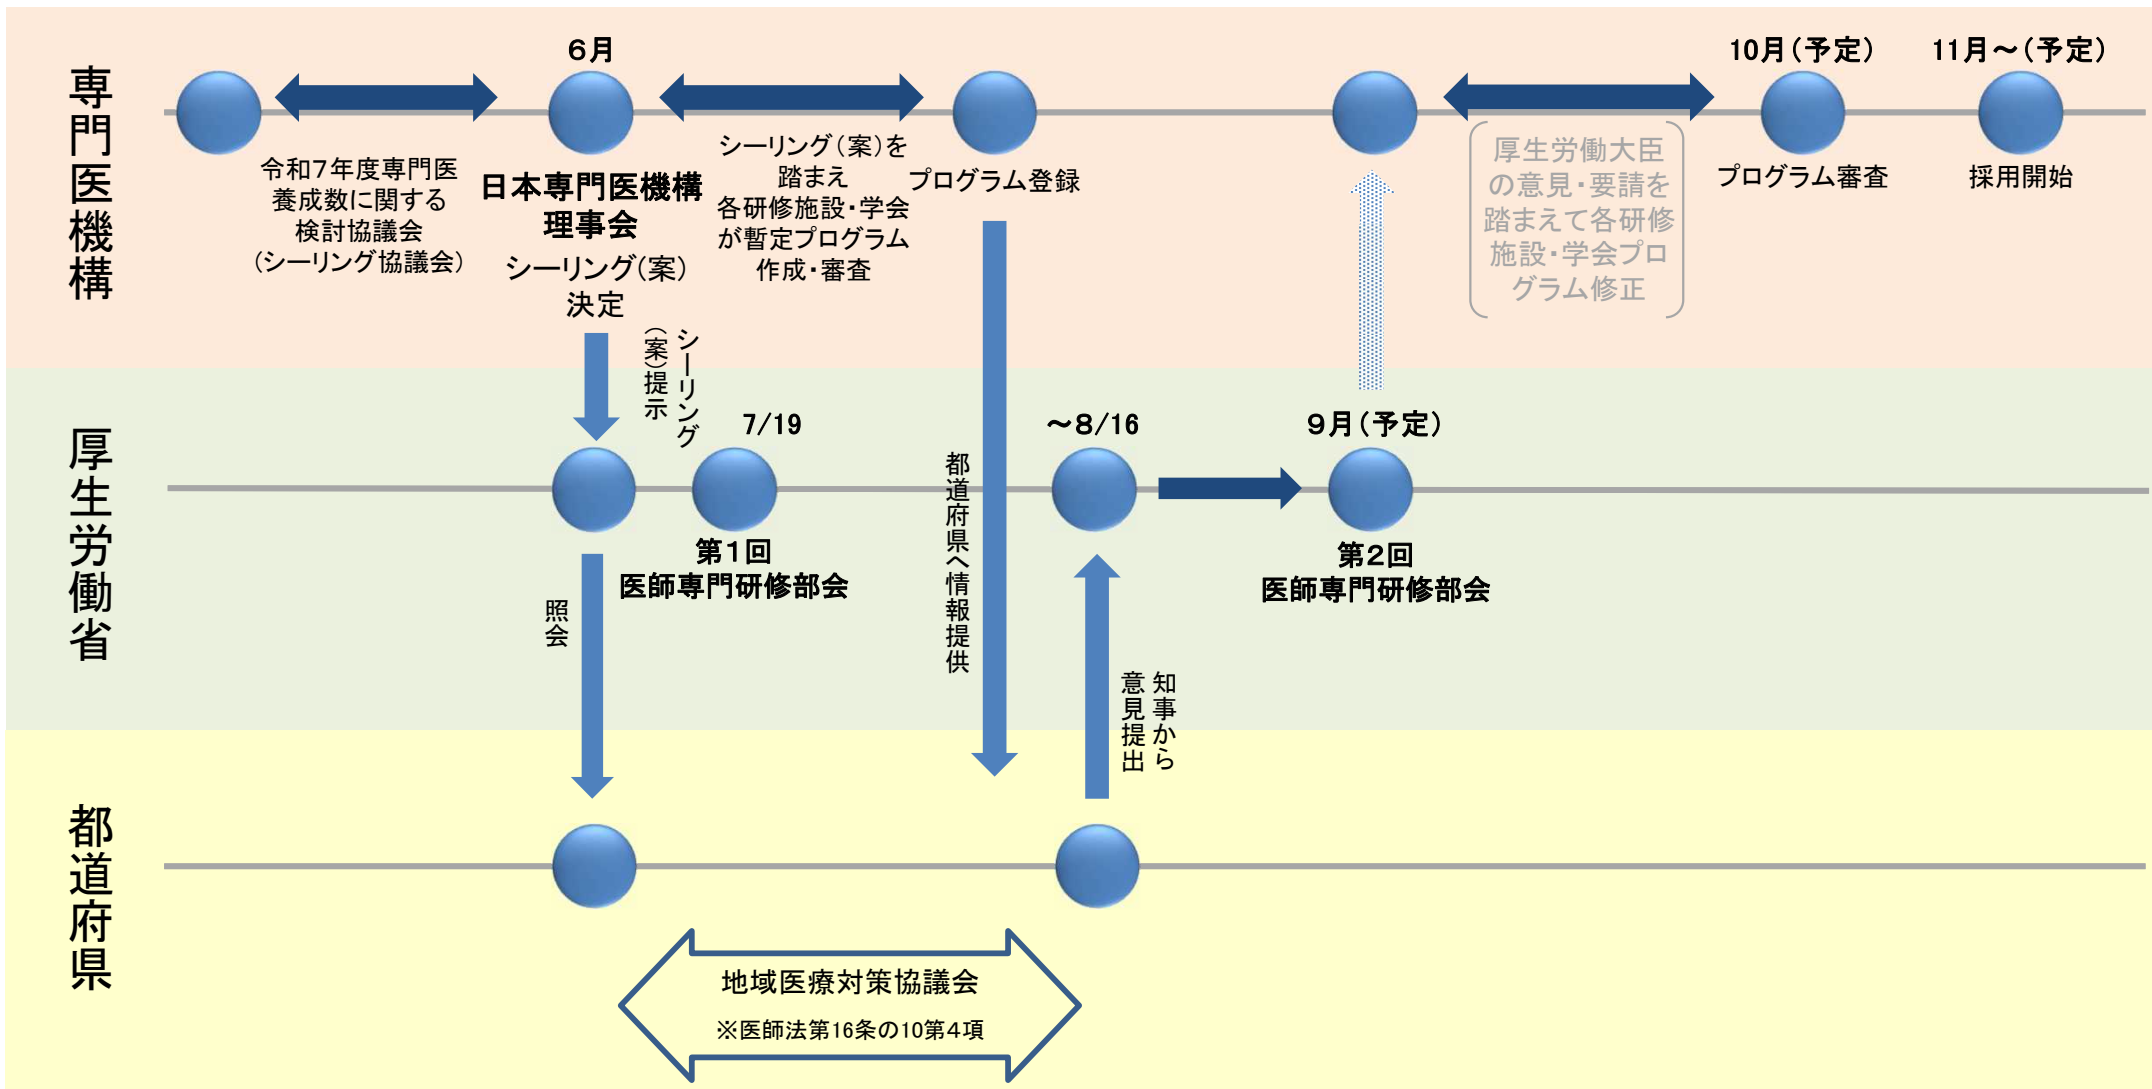 専門医機構
6月
10月(予定)
11月～(予定)
令和7年度専門医
養成数に関する
検討協議会
(シーリング協議会)
日本専門医機構
理事会
シーリング(案)
決定
シーリング(案)を
踏まえ
各研修施設・学会
が暫定プログラム
作成・審査
プログラム登録
厚生労働大臣
の意見・要請を
踏まえて各研修
施設・学会プロ
グラム修正
プログラム審査
採用開始
シーリング
(案)提示
厚生労働省
7/19
～8/16
9月(予定)
第1回
医師専門研修部会
第2回
医師専門研修部会
照会
都道府県へ情報提供
知事から
意見提出
都道府県
地域医療対策協議会
※医師法第16条の10第4項